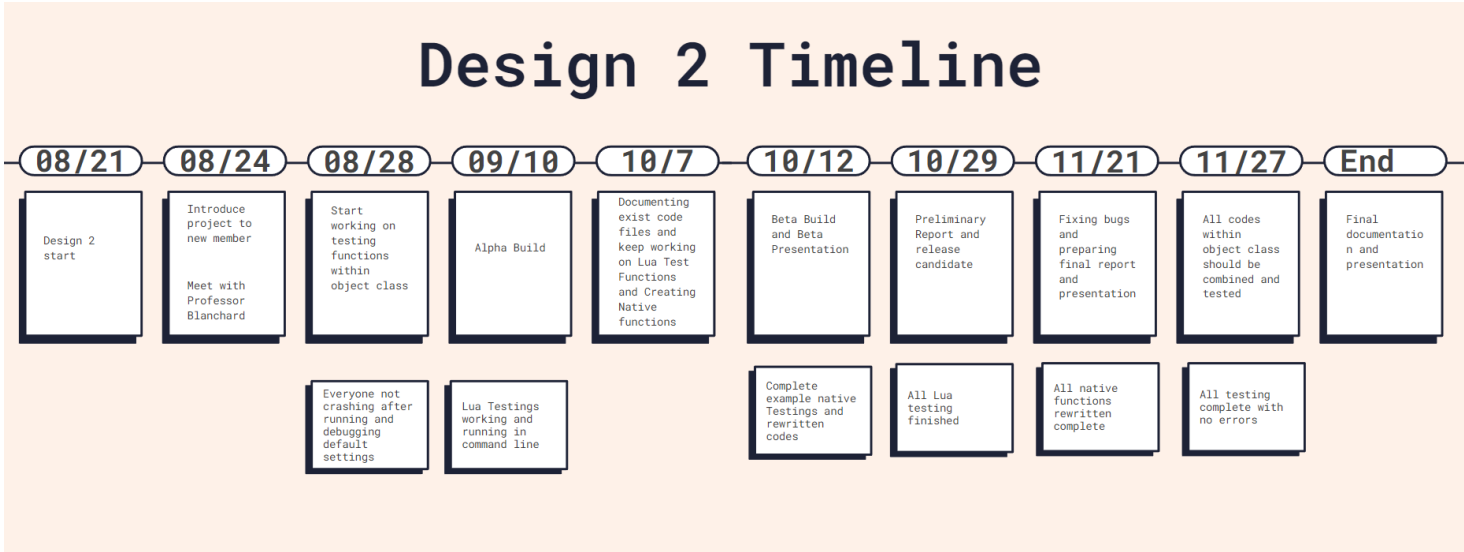 Design 2 Timeline
08/21
08/24
08/28
09/10
10/7
10/12
10/29
11/21
11/27
End
Design 2
start
Introduce
project to
new member
Meet with
Professor
Blanchard
Start
working on
testing
functions
within
object class
Alpha Build
Documenting
exist code
files and
keep working
on Lua Test
Functions
and Creating
Native
functions
Beta Build
and Beta
Presentation
Preliminary
Report and
release
candidate
Fixing bugs
and
preparing
final report
and
presentation
All codes
within
object class
should be
combined and
tested
Final
documentatio
n and
presentation
Everyone not
crashing after
running and
debugging
default
settings
Lua Testings
working and
running in
command line
Complete
example native
Testings and
rewritten
codes
All Lua
testing
finished
All native
functions
rewritten
complete
All testing
complete with
no errors